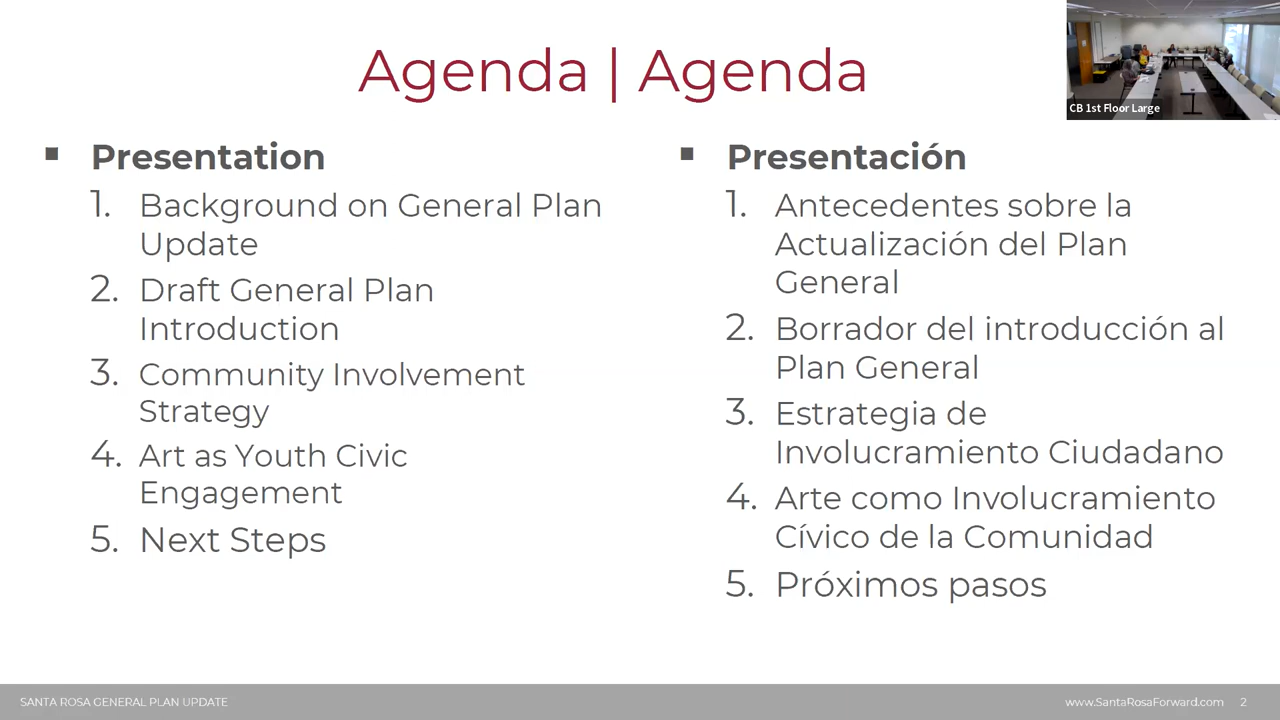 Agenda | Agenda
CB 1st Floor Large
▪ Presentation
1. Background on General Plan
Update
2. Draft General Plan
Introduction
3. Community Involvement
Strategy
4. Art as Youth Civic
Engagement
5. Next Steps
▪ Presentación
1. Antecedentes sobre la
Actualización del Plan
General
2. Borrador del introducción al
Plan General
3. Estrategia de
Involucramiento Ciudadano
4. Arte como Involucramiento
Cívico de la Comunidad
5. Próximos pasos
SANTA ROSA GENERAL PLAN UPDATE
www.SantaRosaForward.com 2